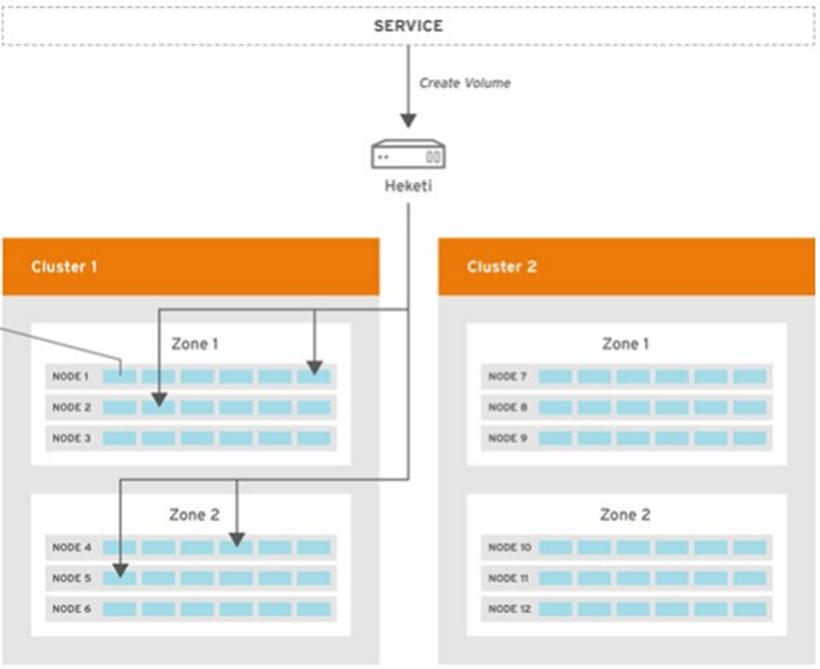 SERVICE
Create Volume
Heketi
Cluster 1
Zone 1
NODE 1
NODE 2
NODE 3
Zone 2
NODE 4
NODE 5
NODE 6
Cluster 2
Zone 1
NODE 7
NODE 8
NODE 9
Zone 2
NODE 10
NODE 11
NODE 12